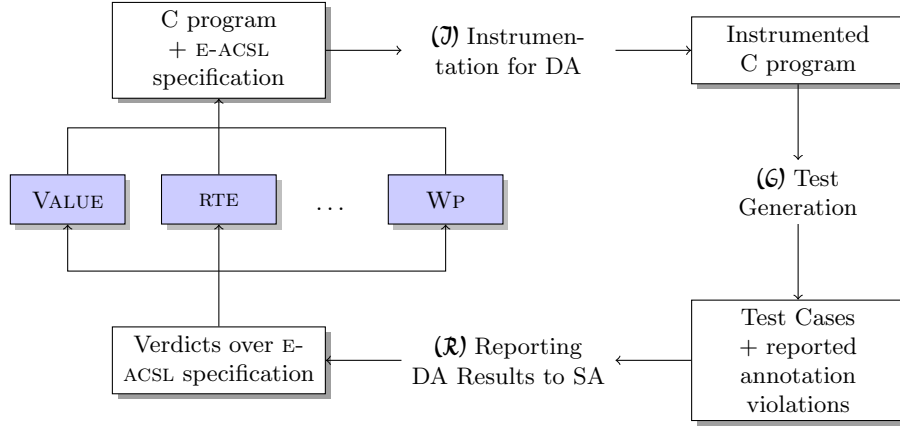 C program
+ E-ACSL
specification
(I) Instrumen-
tation for DA
Instrumented
C program
VALUE
RTE
...
WP
(G) Test
Generation
Verdicts over E-
ACSL specification
(R) Reporting
DA Results to SA
Test Cases
+ reported
annotation
violations